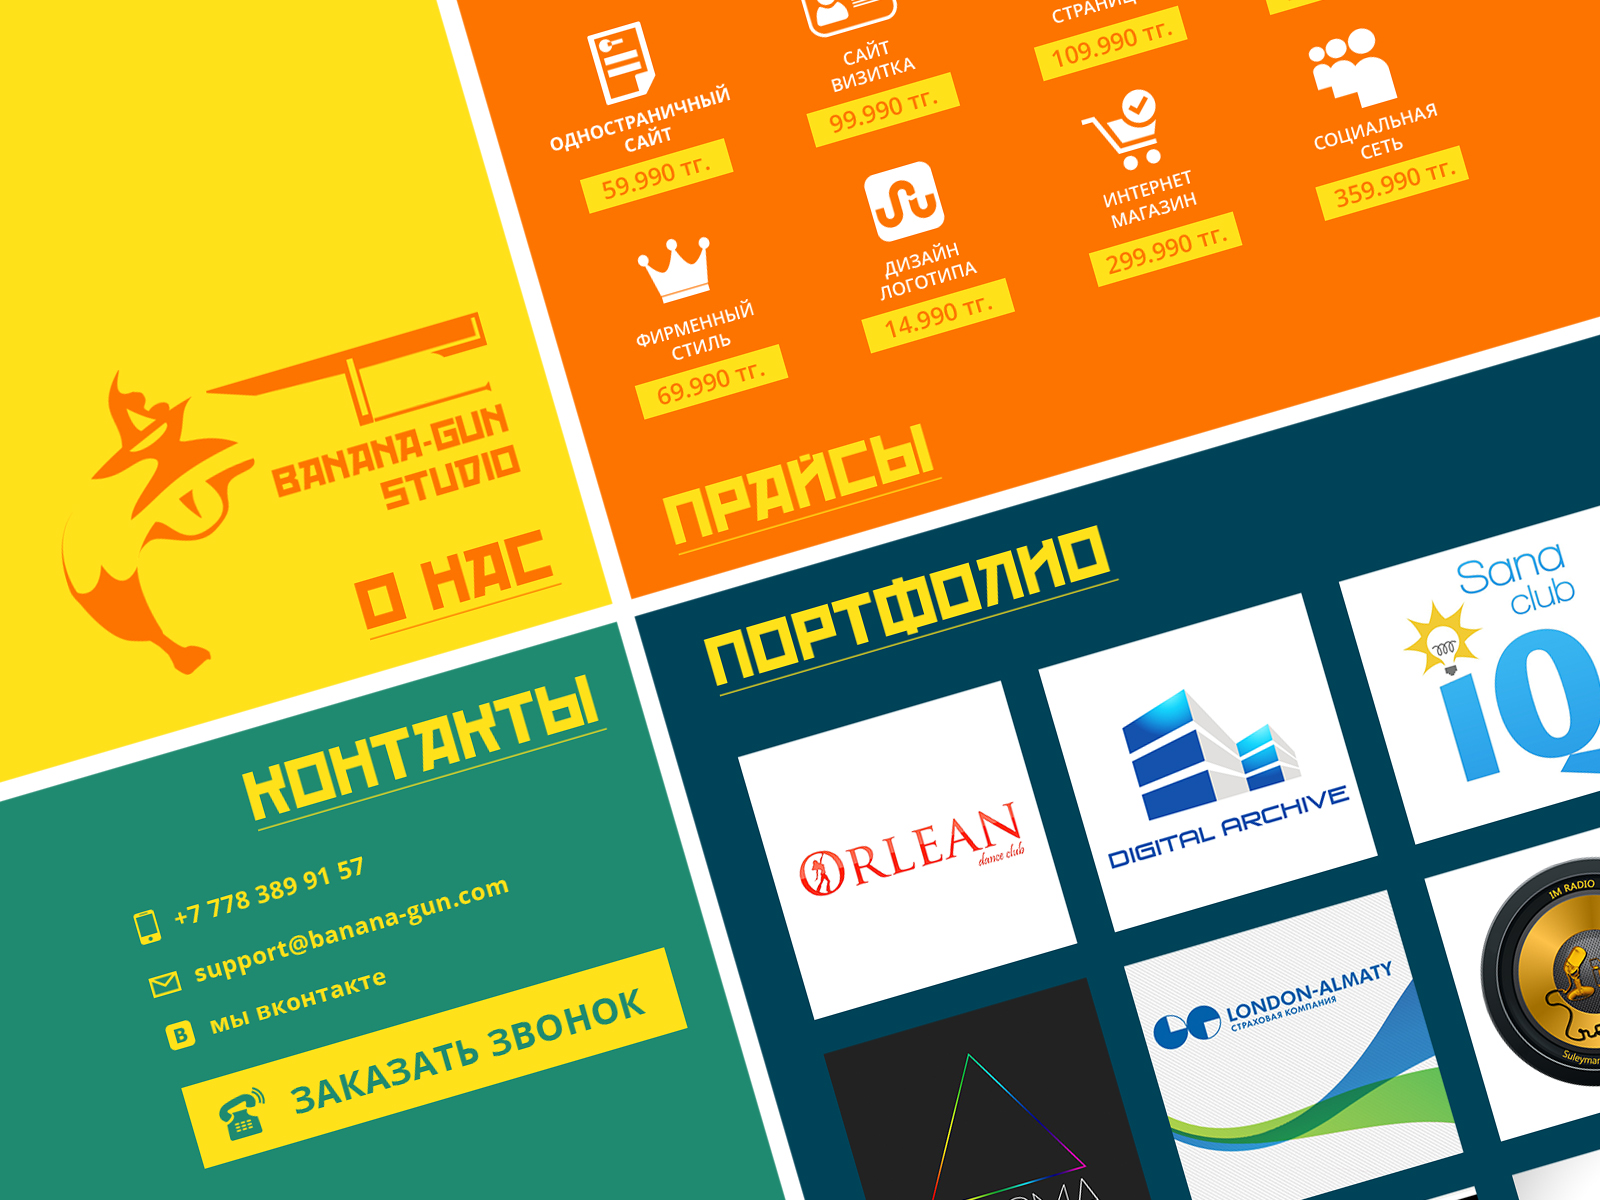 ОДНОСТРАНИЧНЫЙ
САЙТ
59.990 тг.
САЙТ
ВИЗИТКА
99.990 тг.
109.990 тг.
СОЦИАЛЬНАЯ
СЕТЬ
359.990 тг.
ФИРМЕННЫЙ
СТИЛЬ
69.990 тг.
ДИЗАЙН
ЛОГОТИПА
14.990 тг.
ИНТЕРНЕТ
МАГАЗИН
299.990 тг.
ПРАЙСЫ
BANANA-GUN
STUDIO
О НАС
КОНТАКТЫ
+7 778 389 91 57
support@banana-gun.com
В мы вконтакте
ЗАКАЗАТЬ ЗВОНОК
ПОРТФОЛИО
ORLEAN
dance club
DIGITAL ARCHIVE
Sana
club
iQ
LONDON-ALMATY
СТРАХОВАЯ КОМПАНИЯ
1M RADIO